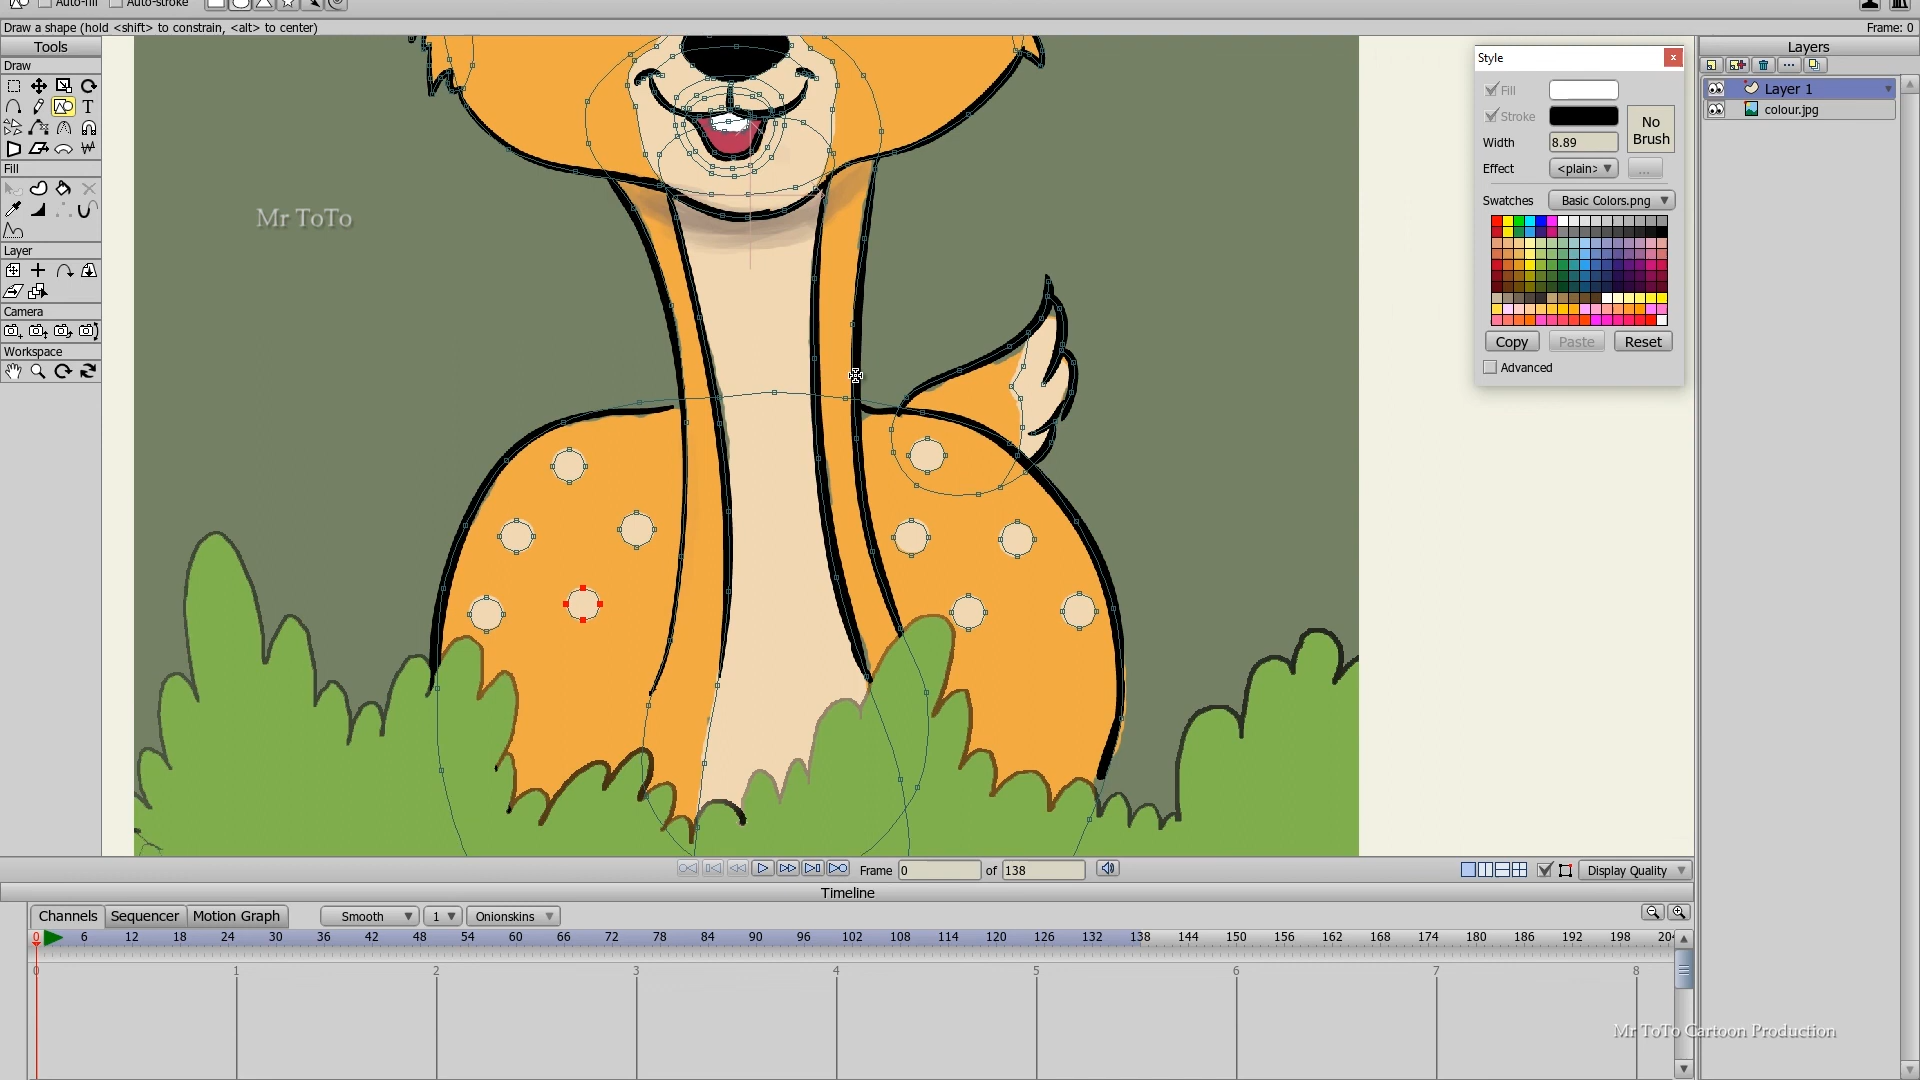 Auto-fill Auto-stroke
Draw a shape (hold <shift> to constrain, <alt> to center) Frame: 0
Tools
Draw
T
Fill
Layer
Camera
Workspace
Mr ToTo
Style
Fill
Stroke
No Brush
Width 8.89
Effect <plain> ...
Swatches Basic Colors.png
Copy Paste Reset
Advanced
Layers
Layer 1
colour.jpg
Frame 0 of 138
Display Quality
Timeline
Channels Sequencer Motion Graph Smooth 1 Onionskins
0 6 12 18 24 30 36 42 48 54 60 66 72 78 84 90 96 102 108 114 120 126 132 138 144 150 156 162 168 174 180 186 192 198 204
0 1 2 3 4 5 6 7 8
Mr ToTo Cartoon Production